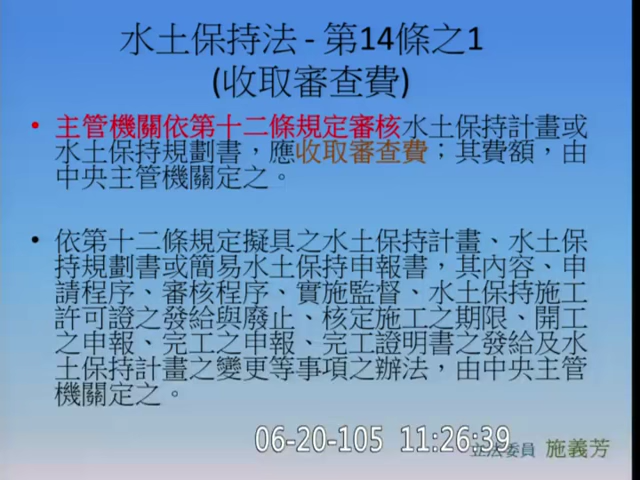 水土保持法 - 第14條之1
(收取審查費)
• 主管機關依第十二條規定審核水土保持計畫或
水土保持規劃書，應收取審查費；其費額，由
中央主管機關定之。
• 依第十二條規定擬具之水土保持計畫、水土保
持規劃書或簡易水土保持申報書，其內容、申
請程序、審核程序、實施監督、水土保持施工
許可證之發給與廢止、核定施工之期限、開工
之申報、完工之申報、完工證明書之發給及水
土保持計畫之變更等事項之辦法，由中央主管
機關定之。
06-20-105 11:26:39
立法委員 施義芳